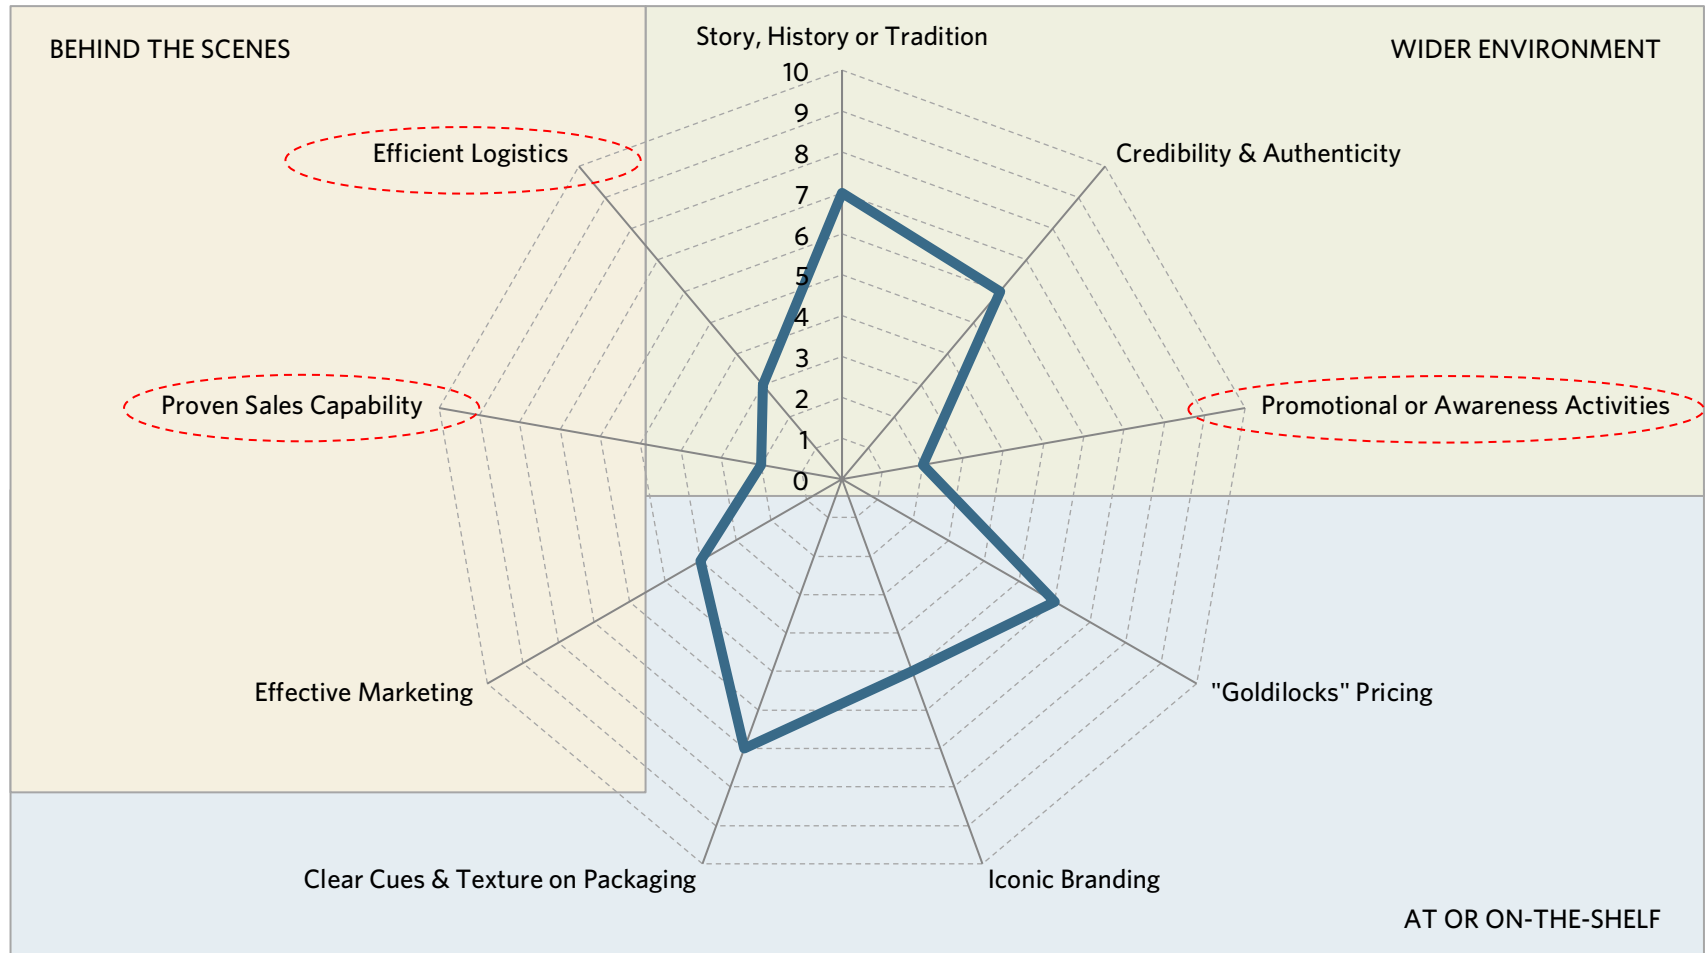 BEHIND THE SCENES
Story, History or Tradition
WIDER ENVIRONMENT
10
9
8
7
6
5
4
3
2
1
0
Efficient Logistics
Credibility & Authenticity
Proven Sales Capability
Promotional or Awareness Activities
Effective Marketing
"Goldilocks" Pricing
Clear Cues & Texture on Packaging
Iconic Branding
AT OR ON-THE-SHELF